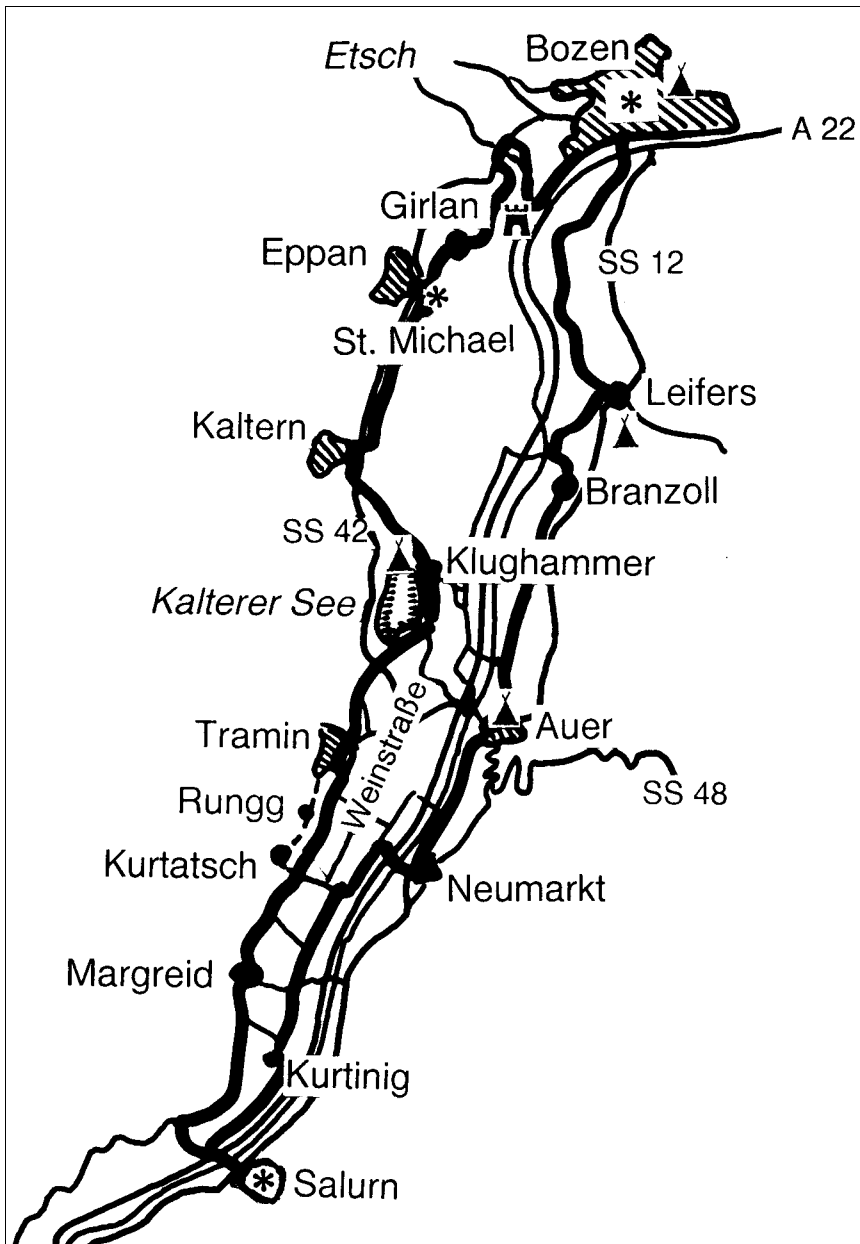 Bozen
Etsch
A 22
Girlan
Eppan
SS 12
St. Michael
Leifers
Kaltern
Branzoll
SS 42
Klughammer
Kalterer See
Weinstraße
Tramin
Auer
SS 48
Rungg
Kurtatsch
Neumarkt
Margreid
Kurtinig
Salurn